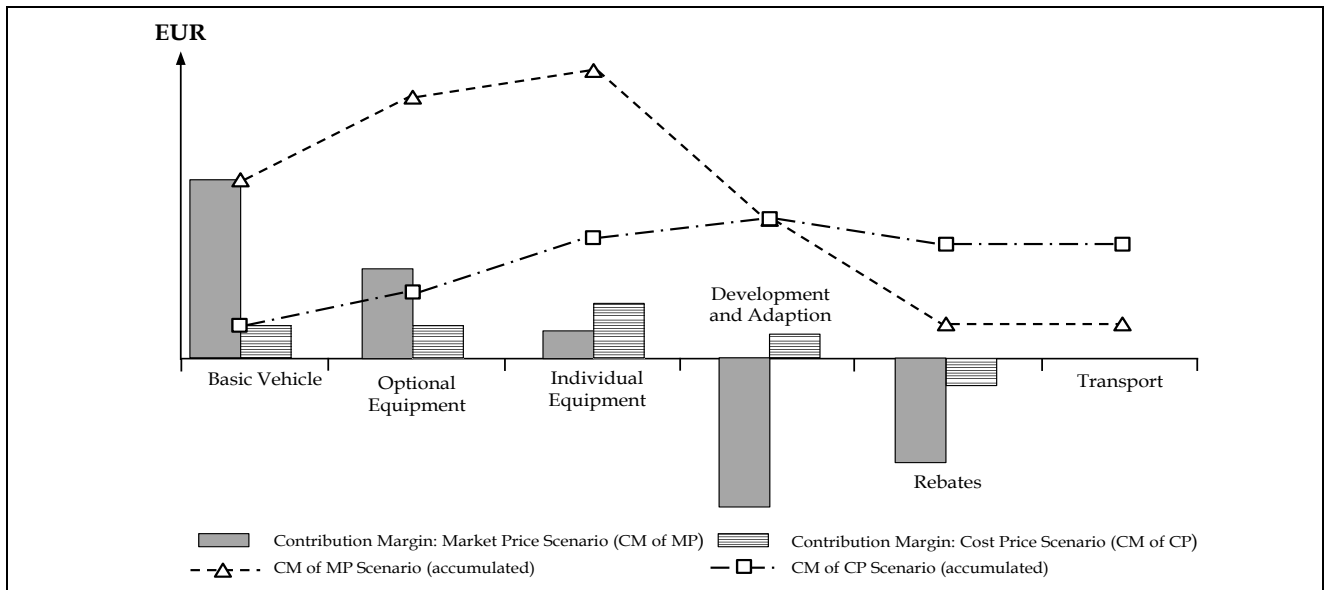 EUR
Development
and Adaption
Basic Vehicle
Optional
Equipment
Individual
Equipment
Transport
Rebates
Contribution Margin: Market Price Scenario (CM of MP)
Contribution Margin: Cost Price Scenario (CM of CP)
CM of MP Scenario (accumulated)
CM of CP Scenario (accumulated)